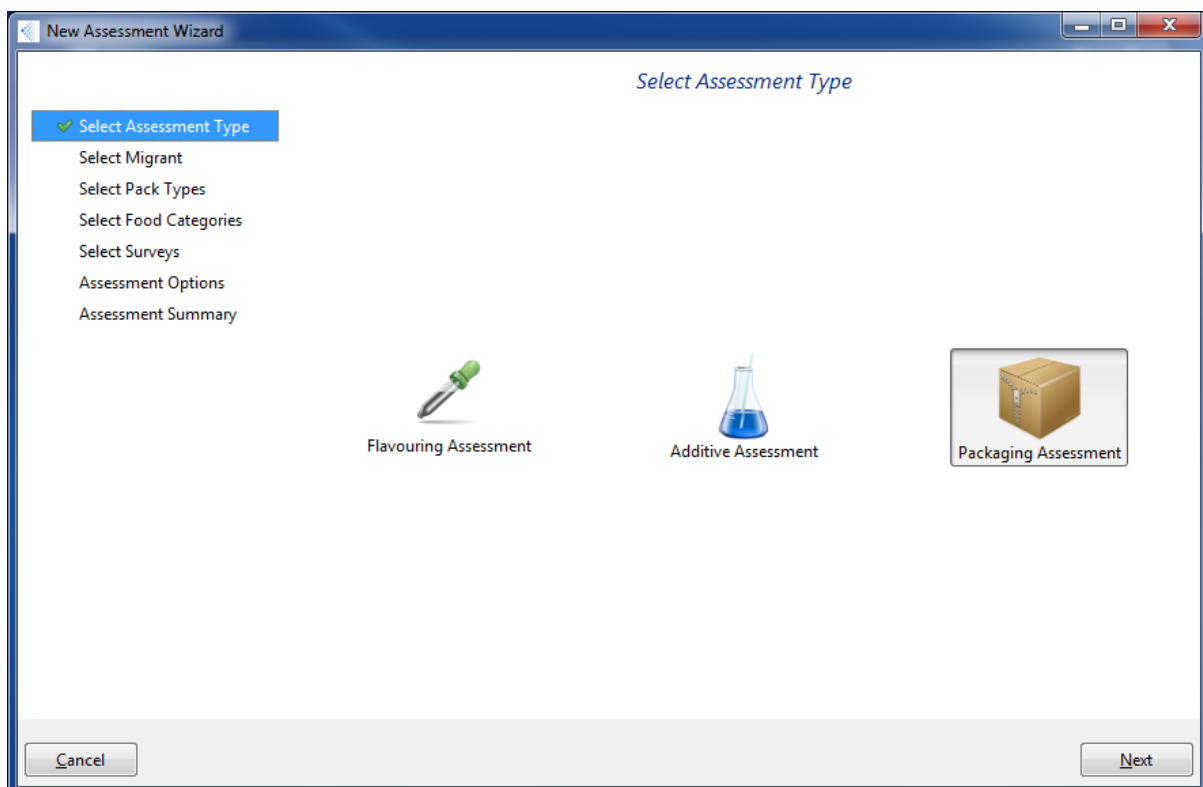 New Assessment Wizard
Select Assessment Type
Select Assessment Type
Select Migrant
Select Pack Types
Select Food Categories
Select Surveys
Assessment Options
Assessment Summary
Flavouring Assessment
Additive Assessment
Packaging Assessment
Cancel
Next